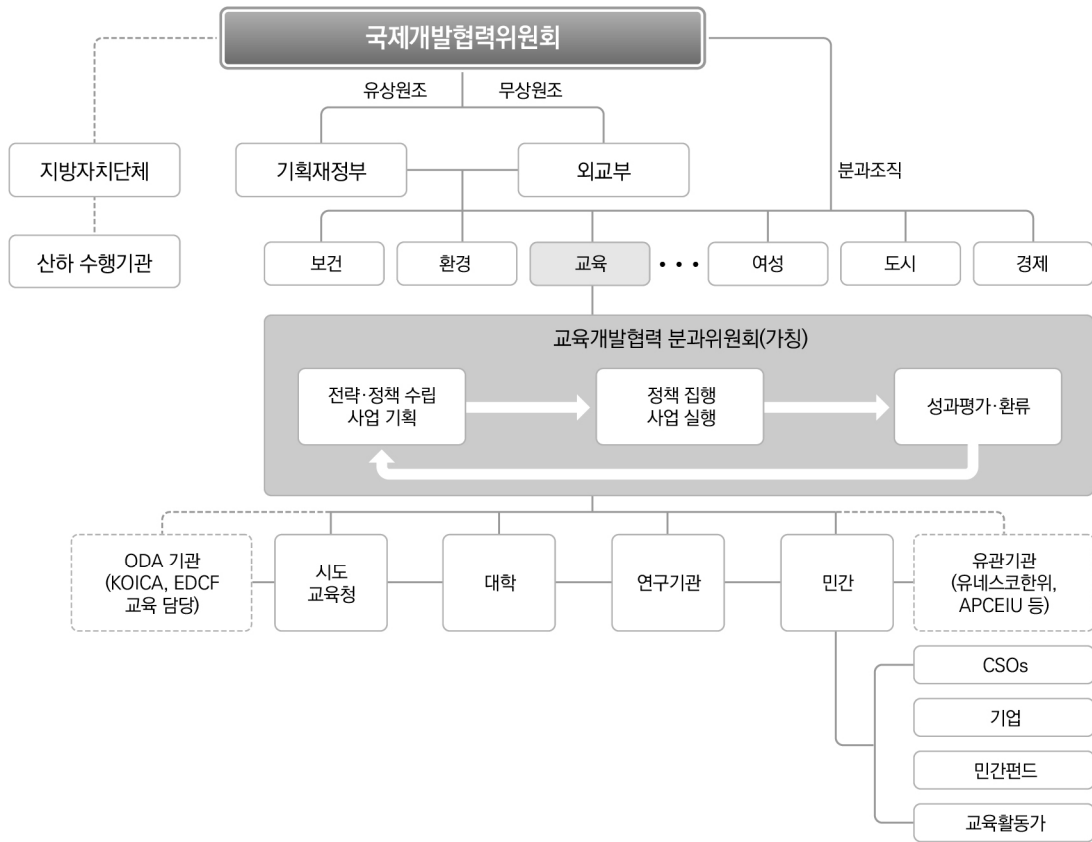 국제개발협력위원회
유상원조
무상원조
지방자치단체
기획재정부
외교부
분과조직
산하 수행기관
보건
환경
교육
• • •
여성
도시
경제
교육개발협력 분과위원회(가칭)
전략·정책 수립
사업 기획
정책 집행
사업 실행
성과평가·환류
ODA 기관
(KOICA, EDCF
교육 담당)
시도
교육청
대학
연구기관
민간
유관기관
(유네스코한위,
APCEIU 등)
CSOs
기업
민간펀드
교육활동가